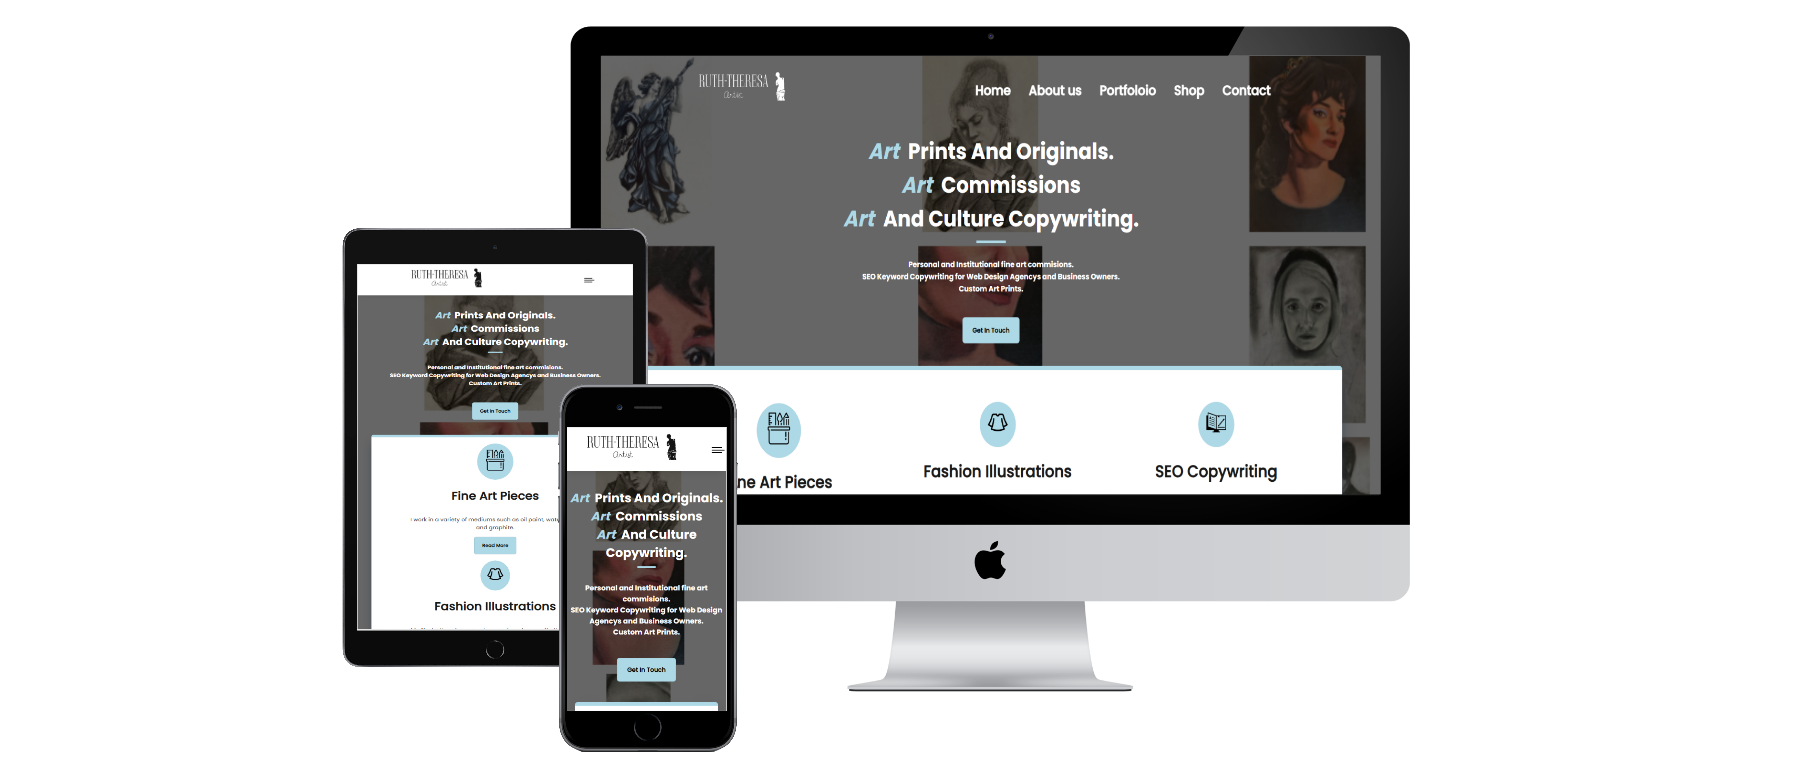 RUTH-THERESA
Artist
Home About us Portfoloio Shop Contact
Art Prints And Originals.
Art Commissions
Art And Culture Copywriting.
Personal and Institutional fine art commisions.
SEO Keyword Copywriting for Web Design Agencys and Business Owners.
Custom Art Prints.
Get In Touch
ne Art Pieces
Fashion Illustrations
SEO Copywriting
RUTH-THERESA
Artist
Art Prints And Originals.
Art Commissions
Art And Culture Copywriting.
Personal and Institutional fine art commisions.
SEO Keyword Copywriting for Web Design Agencys and Business Owners.
Custom Art Prints.
Get In Touch
Fine Art Pieces
I work in a variety of mediums such as oil paint,
and graphite.
Read More
Fashion Illustrations
RUTH-THERESA
Artist
Art Prints And Originals.
Art Commissions
Art And Culture
Copywriting.
Personal and Institutional fine art
commisions.
SEO Keyword Copywriting for Web Design
Agencys and Business Owners.
Custom Art Prints.
Get In Touch